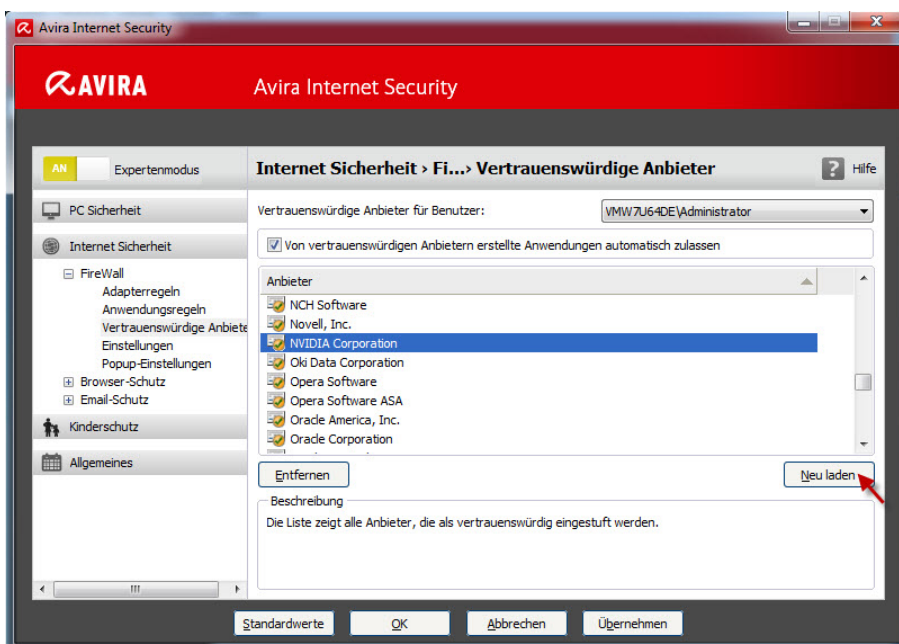 Avira Internet Security
AVIRA
Avira Internet Security
AN
Expertenmodus
Internet Sicherheit › Fi...› Vertrauenswürdige Anbieter
? Hilfe
PC Sicherheit
Internet Sicherheit
FireWall
Adapterregeln
Anwendungsregeln
Vertrauenswürdige Anbiete
Einstellungen
Popup-Einstellungen
Browser-Schutz
Email-Schutz
Kinderschutz
Allgemeines
Vertrauenswürdige Anbieter für Benutzer:
VMW7U64DE\Administrator
Von vertrauenswürdigen Anbietern erstellte Anwendungen automatisch zulassen
Anbieter
NCH Software
Novell, Inc.
NVIDIA Corporation
Oki Data Corporation
Opera Software
Opera Software ASA
Oracle America, Inc.
Oracle Corporation
Entfernen
Neu laden
Beschreibung
Die Liste zeigt alle Anbieter, die als vertrauenswürdig eingestuft werden.
Standardwerte
OK
Abbrechen
Übernehmen